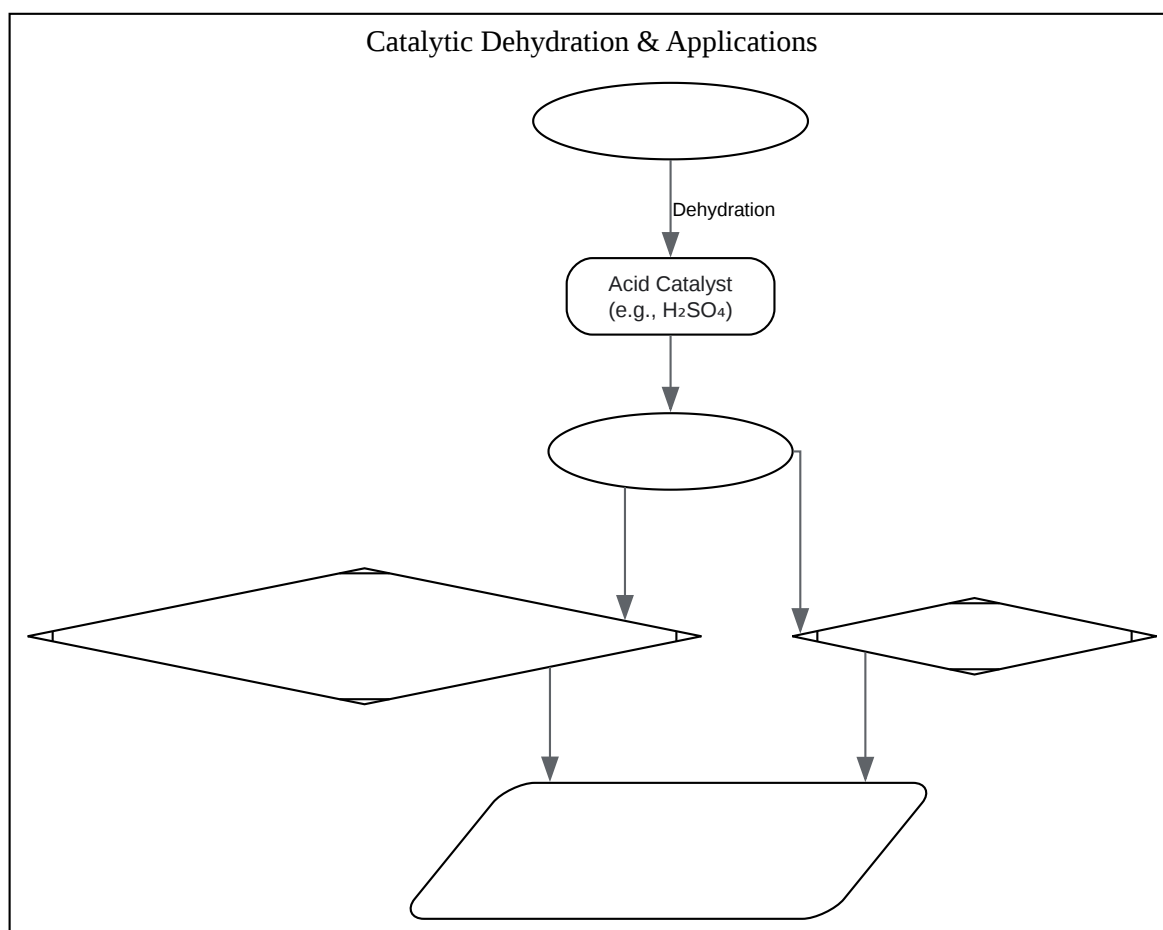 Catalytic Dehydration & Applications
Dehydration
Acid Catalyst
(e.g., H₂SO₄)